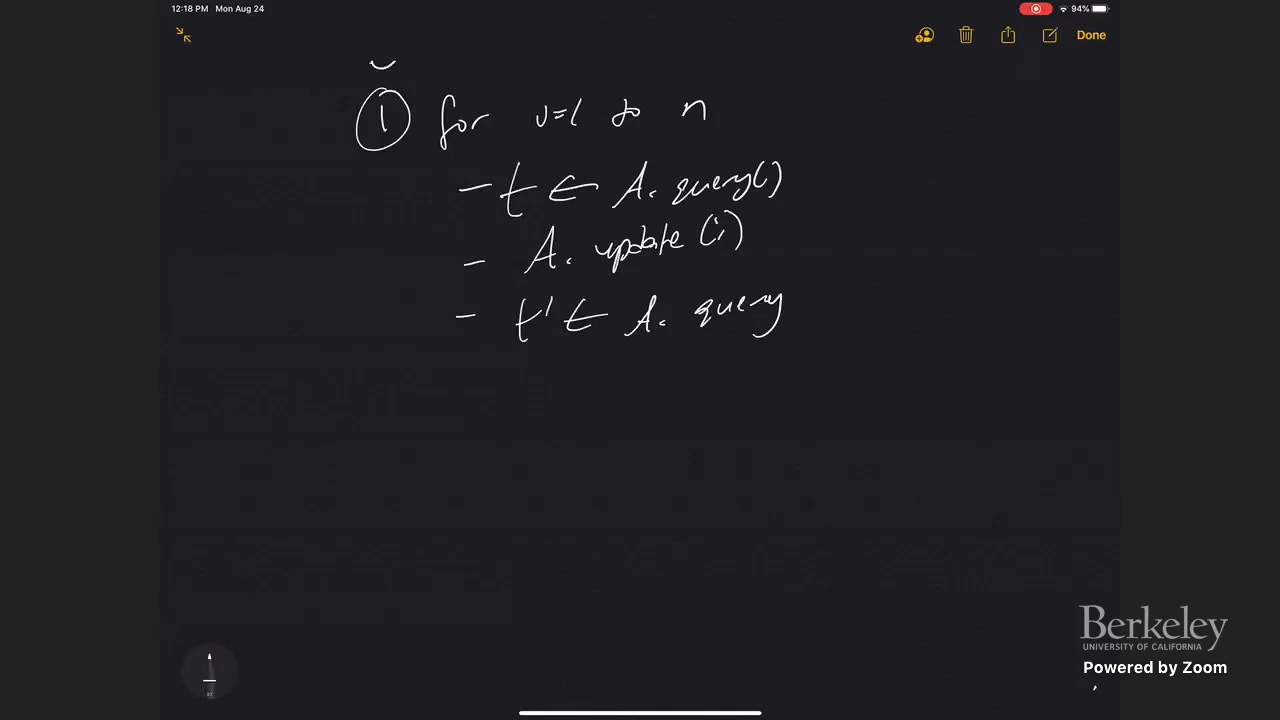 12:18 PM Mon Aug 24
94%
Done
1 for i=1 to n
- t ← A.query()
- A.update(i)
- t' ← A.query
Berkeley
UNIVERSITY OF CALIFORNIA
Powered by Zoom